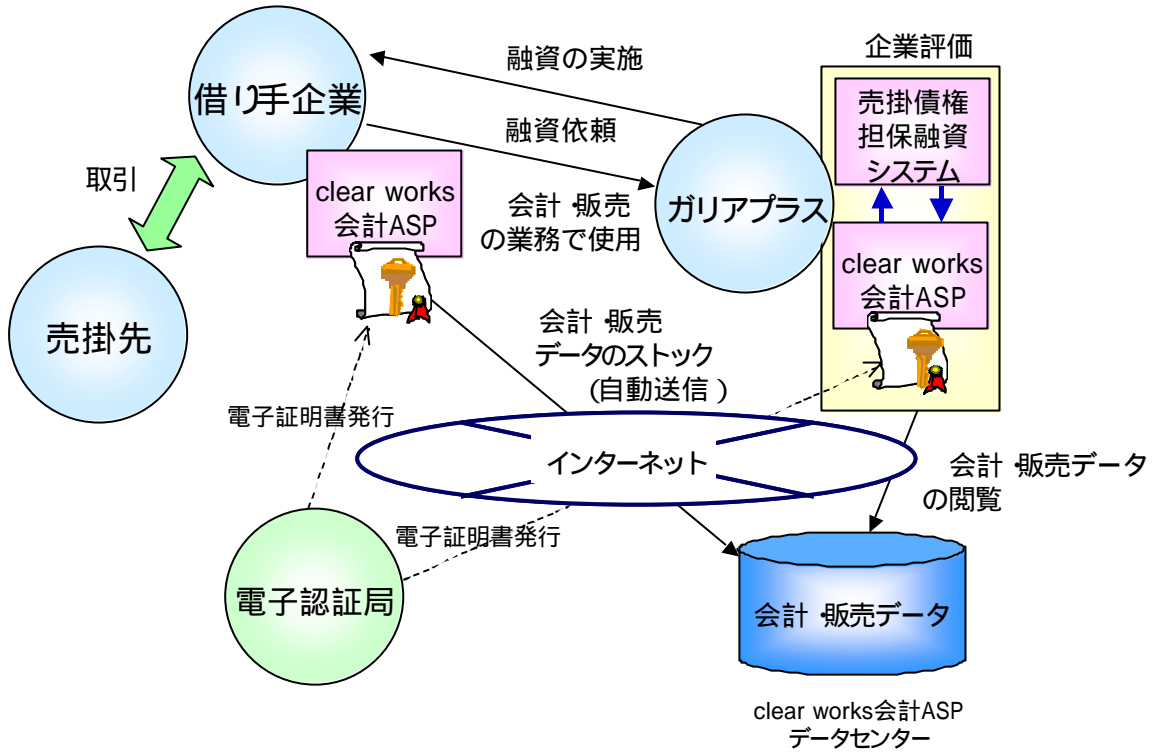 企業評価
融資の実施
借り手企業
売掛債権
担保融資
システム
融資依頼
取引
clear works
会計ASP
会計・販売
の業務で使用
ガリアプラス
clear works
会計ASP
売掛先
会計・販売
データのストック
(自動送信)
電子証明書発行
インターネット
会計・販売データ
の閲覧
電子証明書発行
電子認証局
会計・販売データ
clear works会計ASP
データセンター